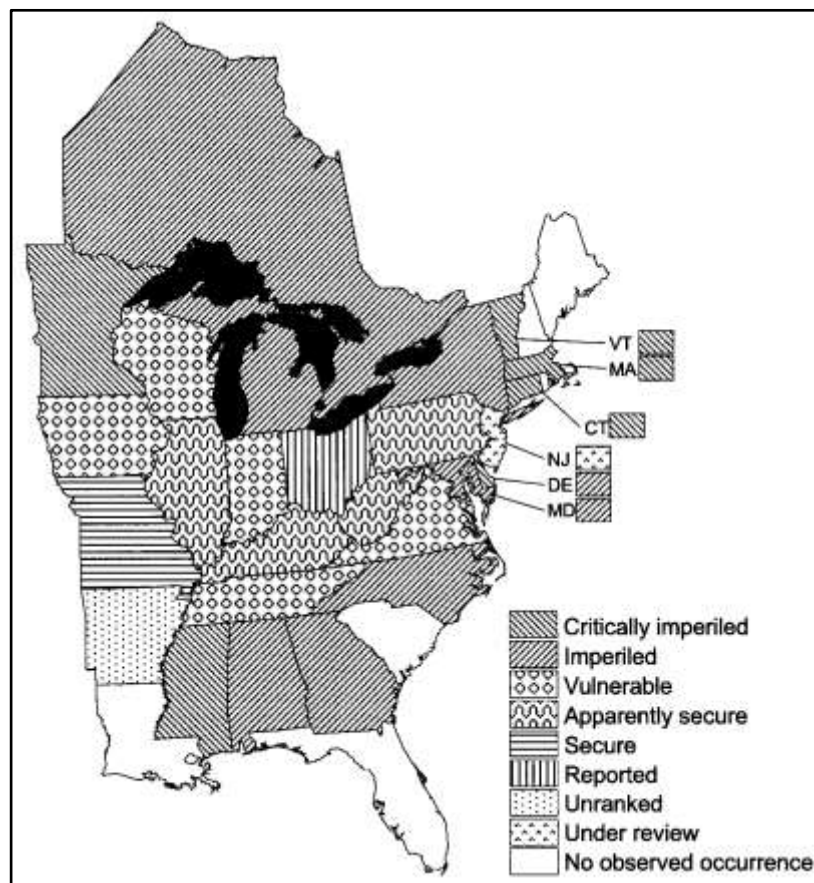 VT
MA
CT
NJ
DE
MD
Critically imperiled
Imperiled
Vulnerable
Apparently secure
Secure
Reported
Unranked
Under review
No observed occurrence